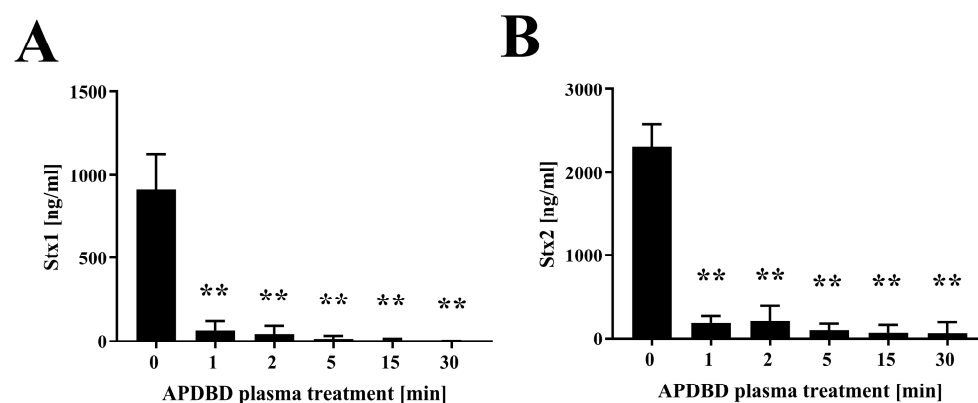 A
1500
1000
500
0
Stx1 [ng/ml]
** ** ** ** **
0 1 2 5 15 30
APDBD plasma treatment [min]
B
3000
2000
1000
0
Stx2 [ng/ml]
** ** ** ** **
0 1 2 5 15 30
APDBD plasma treatment [min]